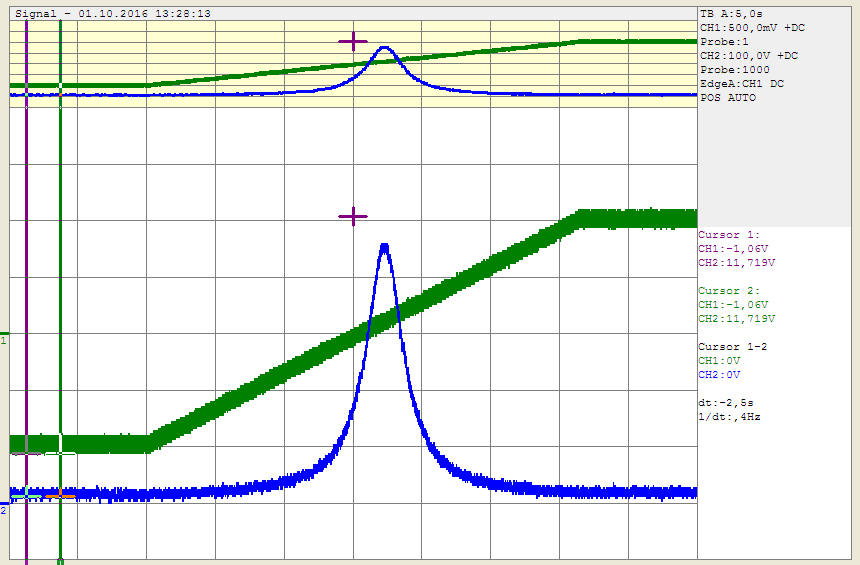 Signal - 01.10.2016 13:28:13
TB A:5,0s
CH1:500,0mV +DC
Probe:1
CH2:100,0V +DC
Probe:1000
EdgeA:CH1 DC
POS AUTO
Cursor 1:
CH1:-1,06V
CH2:11,719V
Cursor 2:
CH1:-1,06V
CH2:11,719V
Cursor 1-2
CH1:0V
CH2:0V
dt:-2,5s
1/dt:,4Hz
1
2